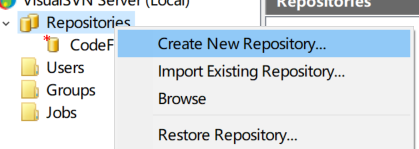 VisualSVN Server (Local)
Repositories
Repositories
CodeF
Users
Groups
Jobs
Create New Repository...
Import Existing Repository...
Browse
Restore Repository...